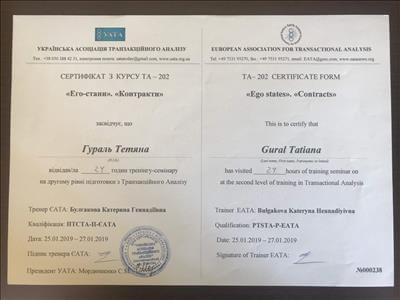 УАТА
УКРАЇНСЬКА АСОЦІАЦІЯ ТРАНЗАКЦІЙНОГО АНАЛІЗУ
СЕРТИФІКАТ З КУРСУ ТА – 202
«Его-стани». «Контракти»
засвідчує, що
Гураль Тетяна
(П.І.Б.)
відвідав/ла 24 годин тренінгу-семінару
на другому рівні підготовки з Транзакційного Аналізу
Тренер ЄАТА: Булгакова Катерина Геннадіївна
Кваліфікація: ПТСТА-П-ЄАТА
Дата: 25.01.2019 – 27.01.2019
Підпис тренера ЄАТА:
Президент УАТА:
EUROPEAN ASSOCIATION FOR TRANSACTIONAL ANALYSIS
TA– 202 CERTIFICATE FORM
«Ego states». «Contracts»
This is to certify that
Gural Tatiana
has visited 24 hours of training seminar on
at the second level of training in Transactional Analysis
Trainer EATA: Bulgakova Kateryna Hennadiyivna
Qualification: PTSTA-P-EATA
Date: 25.01.2019 – 27.01.2019
Signature of Trainer EATA:
№000238